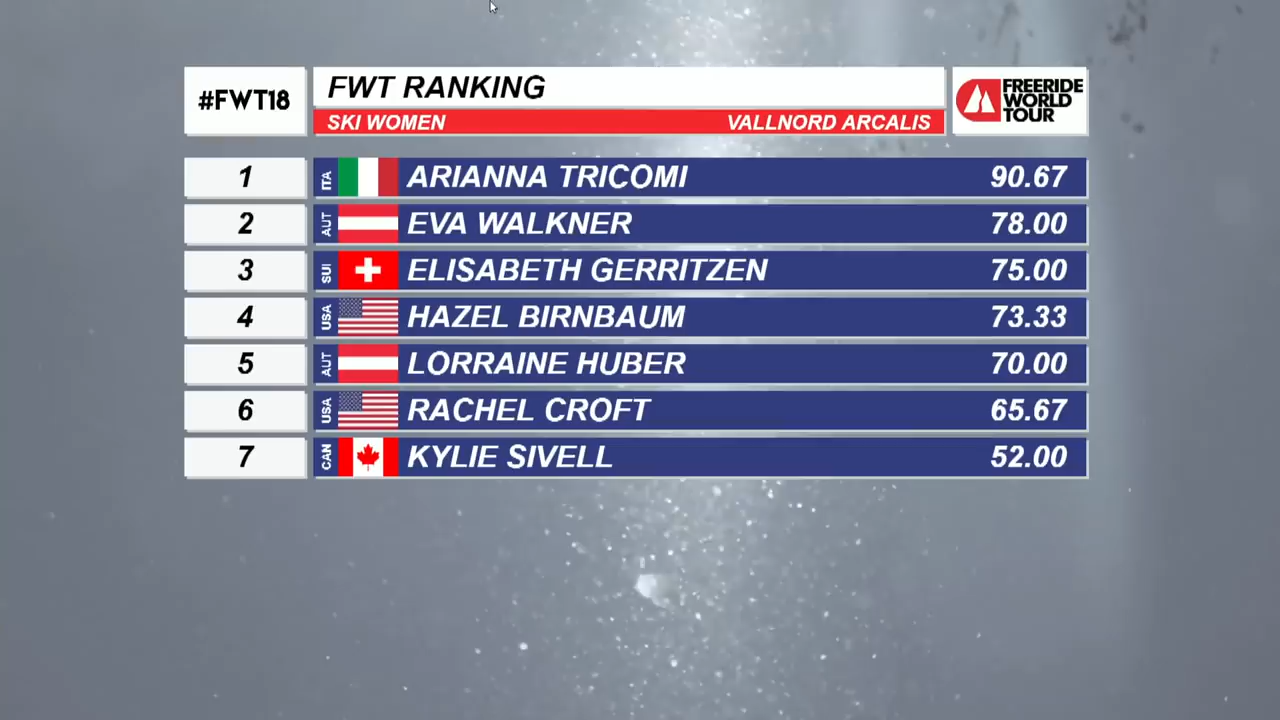 #FWT18
FWT RANKING
SKI WOMEN VALLNORD ARCALIS
FREERIDE
WORLD
TOUR
1 ITA ARIANNA TRICOMI 90.67
2 AUT EVA WALKNER 78.00
3 SUI ELISABETH GERRITZEN 75.00
4 USA HAZEL BIRNBAUM 73.33
5 AUT LORRAINE HUBER 70.00
6 USA RACHEL CROFT 65.67
7 CAN KYLIE SIVELL 52.00